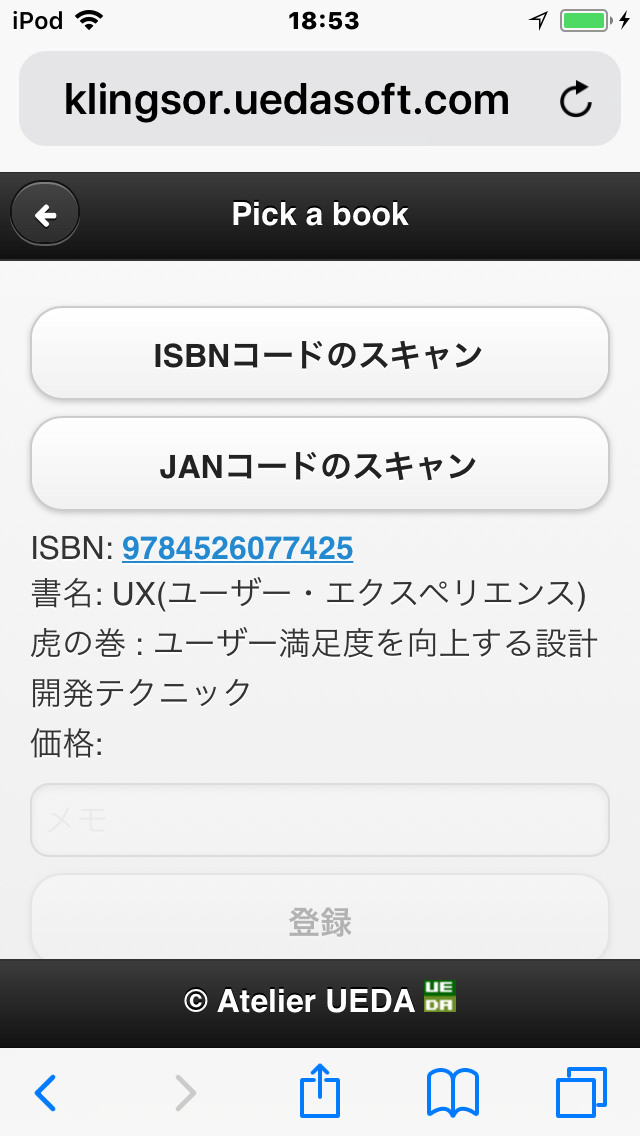 iPod 18:53
klingsor.uedasoft.com
Pick a book
ISBNコードのスキャン
JANコードのスキャン
ISBN: 9784526077425
書名: UX(ユーザー・エクスペリエンス)
虎の巻 : ユーザー満足度を向上する設計
開発テクニック
価格:
メモ
登録
© Atelier UEDA UE
DA